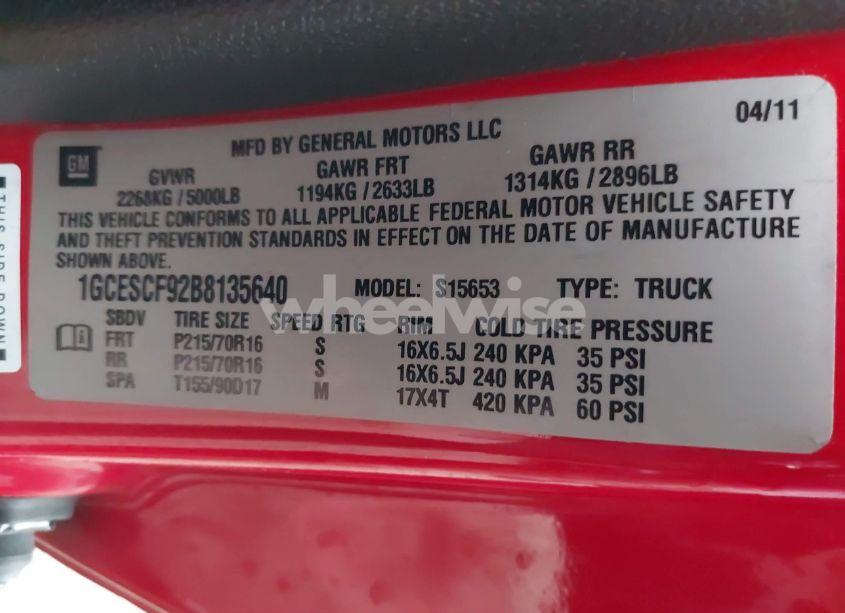 04/11
MFD BY GENERAL MOTORS LLC
GM
GVWR GAWR FRT GAWR RR
2268KG / 5000LB 1194KG / 2633LB 1314KG / 2896LB
THIS VEHICLE CONFORMS TO ALL APPLICABLE FEDERAL MOTOR VEHICLE SAFETY
AND THEFT PREVENTION STANDARDS IN EFFECT ON THE DATE OF MANUFACTURE
SHOWN ABOVE.
1GCESCF92B8135640 MODEL: S15653 TYPE: TRUCK
wheelwise
SBDV TIRE SIZE SPEED RTG RIM COLD TIRE PRESSURE
FRT P215/70R16 S 16X6.5J 240 KPA 35 PSI
RR P215/70R16 S 16X6.5J 240 KPA 35 PSI
SPA T155/90D17 M 17X4T 420 KPA 60 PSI
THIS SIDE DOWN